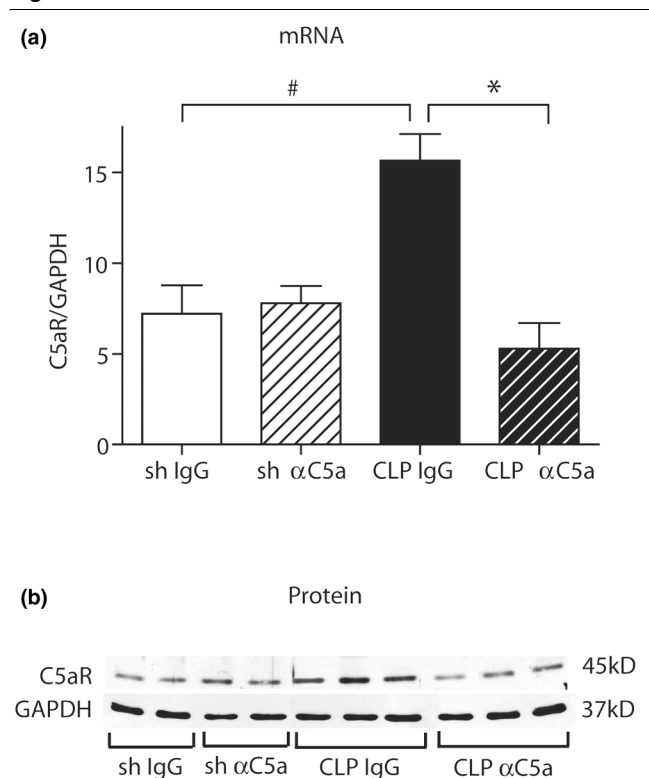 (a)
mRNA
#
*
C5aR/GAPDH
15
10
5
0
sh IgG
sh αC5a
CLP IgG
CLP αC5a
(b)
Protein
C5aR
45kD
GAPDH
37kD
sh IgG
sh αC5a
CLP IgG
CLP αC5a